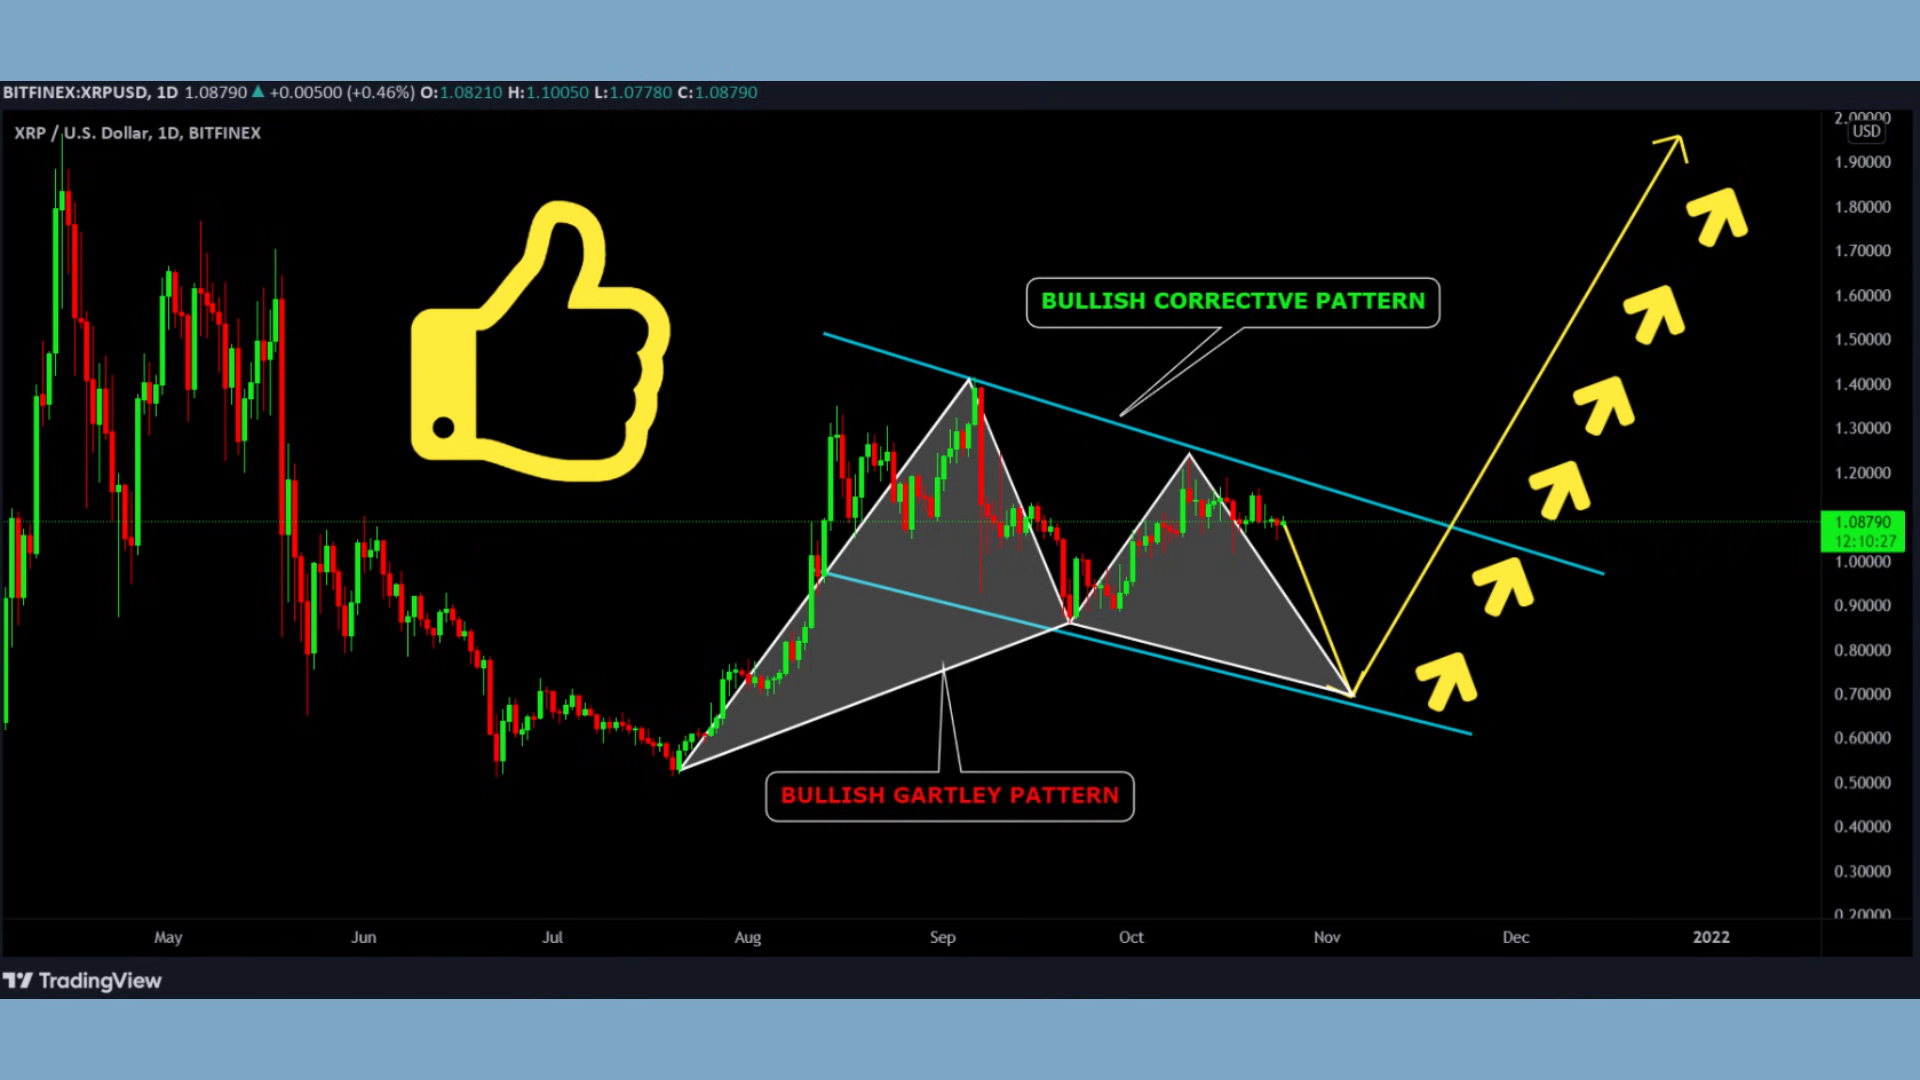 BITFINEX:XRPUSD, 1D 1.08790 ▲ +0.00500 (+0.46%) O:1.08210 H:1.10050 L:1.07780 C:1.08790
XRP / U.S. Dollar, 1D, BITFINEX
2.00000
USD
1.90000
1.80000
1.70000
1.60000
1.50000
1.40000
1.30000
1.20000
1.08790
12:10:27
1.00000
0.90000
0.80000
0.70000
0.60000
0.50000
0.40000
0.30000
0.20000
BULLISH CORRECTIVE PATTERN
BULLISH GARTLEY PATTERN
May Jun Jul Aug Sep Oct Nov Dec 2022
TradingView